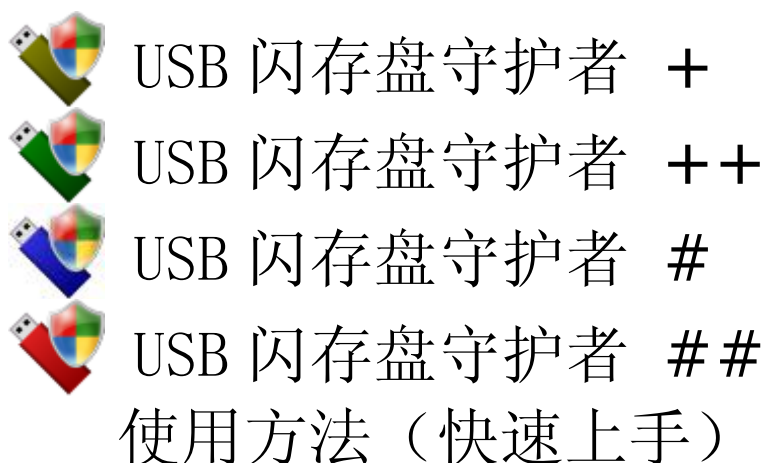 USB 闪存盘守护者 +
USB 闪存盘守护者 ++
USB 闪存盘守护者 #
USB 闪存盘守护者 ##
使用方法（快速上手）